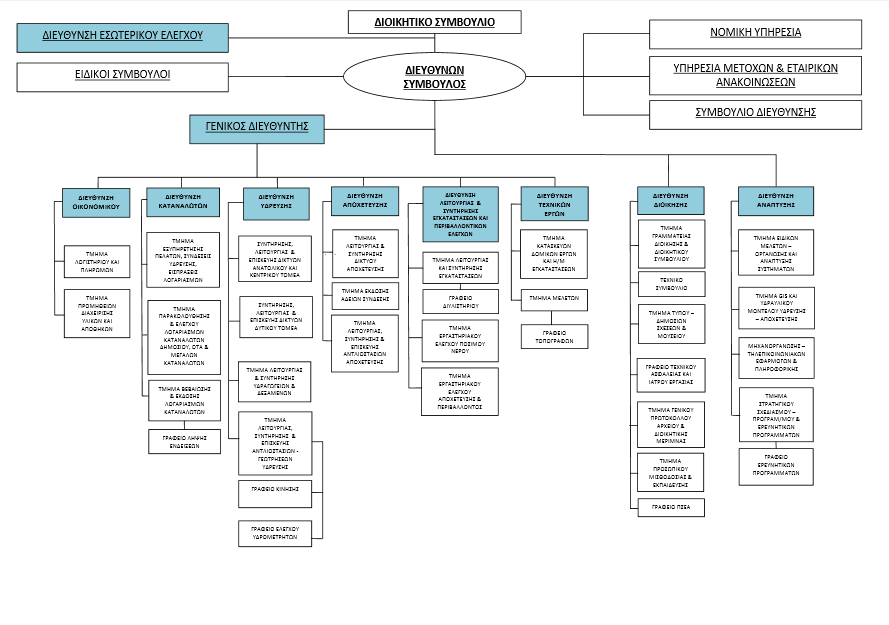 ΔΙΟΙΚΗΤΙΚΟ ΣΥΜΒΟΥΛΙΟ
ΔΙΕΥΘΥΝΣΗ ΕΣΩΤΕΡΙΚΟΥ ΕΛΕΓΧΟΥ
ΝΟΜΙΚΗ ΥΠΗΡΕΣΙΑ
ΕΙΔΙΚΟΙ ΣΥΜΒΟΥΛΟΙ
ΔΙΕΥΘΥΝΩΝ
ΣΥΜΒΟΥΛΟΣ
ΥΠΗΡΕΣΙΑ ΜΕΤΟΧΩΝ & ΕΤΑΙΡΙΚΩΝ
ΑΝΑΚΟΙΝΩΣΕΩΝ
ΣΥΜΒΟΥΛΙΟ ΔΙΕΥΘΥΝΣΗΣ
ΓΕΝΙΚΟΣ ΔΙΕΥΘΥΝΤΗΣ
ΔΙΕΥΘΥΝΣΗ
ΟΙΚΟΝΟΜΙΚΟΥ
ΤΜΗΜΑ
ΛΟΓΙΣΤΗΡΙΟΥ ΚΑΙ
ΠΛΗΡΩΜΩΝ
ΤΜΗΜΑ
ΠΡΟΜΗΘΕΙΩΝ
ΔΙΑΧΕΙΡΙΣΗΣ
ΥΛΙΚΩΝ ΚΑΙ
ΑΠΟΘΗΚΩΝ
ΔΙΕΥΘΥΝΣΗ
ΚΑΤΑΝΑΛΩΤΩΝ
ΤΜΗΜΑ
ΕΞΥΠΗΡΕΤΗΣΗΣ
ΠΕΛΑΤΩΝ, ΣΥΝΔΕΣΕΙΣ
ΥΔΡΕΥΣΗΣ,
ΕΙΣΠΡΑΞΕΙΣ
ΛΟΓΑΡΙΑΣΜΩΝ
ΤΜΗΜΑ
ΠΑΡΑΚΟΛΟΥΘΗΣΗΣ
& ΕΛΕΓΧΟΥ
ΛΟΓΑΡΙΑΣΜΩΝ
ΚΑΤΑΝΑΛΩΤΩΝ
ΔΗΜΟΣΙΟΥ, ΟΤΑ &
ΜΕΓΑΛΩΝ
ΚΑΤΑΝΑΛΩΤΩΝ
ΤΜΗΜΑ ΒΕΒΑΙΩΣΗΣ
& ΕΚΔΟΣΗΣ
ΛΟΓΑΡΙΑΣΜΩΝ
ΚΑΤΑΝΑΛΩΤΩΝ
ΓΡΑΦΕΙΟ ΛΗΨΗΣ
ΕΝΔΕΙΞΕΩΝ
ΔΙΕΥΘΥΝΣΗ
ΥΔΡΕΥΣΗΣ
ΣΥΝΤΗΡΗΣΗΣ,
ΛΕΙΤΟΥΡΓΙΑΣ &
ΕΠΙΣΚΕΥΗΣ ΔΙΚΤΥΩΝ
ΑΝΑΤΟΛΙΚΟΥ ΚΑΙ
ΚΕΝΤΡΙΚΟΥ ΤΟΜΕΑ
ΣΥΝΤΗΡΗΣΗΣ,
ΛΕΙΤΟΥΡΓΙΑΣ &
ΕΠΙΣΚΕΥΗΣ ΔΙΚΤΥΩΝ
ΔΥΤΙΚΟΥ ΤΟΜΕΑ
ΤΜΗΜΑ ΛΕΙΤΟΥΡΓΙΑΣ
& ΣΥΝΤΗΡΗΣΗΣ
ΥΔΡΑΓΩΓΕΙΩΝ &
ΔΕΞΑΜΕΝΩΝ
ΤΜΗΜΑ
ΛΕΙΤΟΥΡΓΙΑΣ,
ΣΥΝΤΗΡΗΣΗΣ &
ΕΠΙΣΚΕΥΗΣ
ΑΝΤΛΙΟΣΤΑΣΙΩΝ -
ΓΕΩΤΡΗΣΕΩΝ
ΥΔΡΕΥΣΗΣ
ΓΡΑΦΕΙΟ ΚΙΝΗΣΗΣ
ΓΡΑΦΕΙΟ ΕΛΕΓΧΟΥ
ΥΔΡΟΜΕΤΡΗΤΩΝ
ΔΙΕΥΘΥΝΣΗ
ΑΠΟΧΕΤΕΥΣΗΣ
ΤΜΗΜΑ
ΛΕΙΤΟΥΡΓΙΑΣ &
ΣΥΝΤΗΡΗΣΗΣ
ΔΙΚΤΥΟΥ
ΑΠΟΧΕΤΕΥΣΗΣ
ΤΜΗΜΑ ΕΚΔΟΣΗΣ
ΑΔΕΙΩΝ ΣΥΝΔΕΣΗΣ
ΤΜΗΜΑ
ΛΕΙΤΟΥΡΓΙΑΣ,
ΣΥΝΤΗΡΗΣΗΣ &
ΕΠΙΣΚΕΥΗΣ
ΑΝΤΛΙΟΣΤΑΣΙΩΝ
ΑΠΟΧΕΤΕΥΣΗΣ
ΔΙΕΥΘΥΝΣΗ
ΛΕΙΤΟΥΡΓΙΑΣ &
ΣΥΝΤΗΡΗΣΗΣ
ΕΓΚΑΤΑΣΤΑΣΕΩΝ ΚΑΙ
ΠΕΡΙΒΑΛΛΟΝΤΙΚΩΝ
ΕΛΕΓΧΩΝ
ΤΜΗΜΑ ΛΕΙΤΟΥΡΓΙΑΣ
ΚΑΙ ΣΥΝΤΗΡΗΣΗΣ
ΕΓΚΑΤΑΣΤΑΣΕΩΝ
ΓΡΑΦΕΙΟ
ΔΙΥΛΙΣΤΗΡΙΟΥ
ΤΜΗΜΑ
ΕΡΓΑΣΤΗΡΙΑΚΟΥ
ΕΛΕΓΧΟΥ ΠΟΣΙΜΟΥ
ΝΕΡΟΥ
ΤΜΗΜΑ
ΕΡΓΑΣΤΗΡΙΑΚΟΥ
ΕΛΕΓΧΟΥ
ΑΠΟΧΕΤΕΥΣΗΣ &
ΠΕΡΙΒΑΛΛΟΝΤΟΣ
ΔΙΕΥΘΥΝΣΗ
ΤΕΧΝΙΚΩΝ
ΕΡΓΩΝ
ΤΜΗΜΑ
ΚΑΤΑΣΚΕΥΩΝ
ΔΟΜΙΚΩΝ ΕΡΓΩΝ
ΚΑΙ Η/Μ
ΕΓΚΑΤΑΣΤΑΣΕΩΝ
ΤΜΗΜΑ ΜΕΛΕΤΩΝ
ΓΡΑΦΕΙΟ
ΤΟΠΟΓΡΑΦΩΝ
ΔΙΕΥΘΥΝΣΗ
ΔΙΟΙΚΗΣΗΣ
ΤΜΗΜΑ
ΓΡΑΜΜΑΤΕΙΑΣ
ΔΙΟΙΚΗΣΗΣ &
ΔΙΟΙΚΗΤΙΚΟΥ
ΣΥΜΒΟΥΛΙΟΥ
ΤΕΧΝΙΚΟ
ΣΥΜΒΟΥΛΙΟ
ΤΜΗΜΑ ΤΥΠΟΥ –
ΔΗΜΟΣΙΩΝ
ΣΧΕΣΕΩΝ &
ΜΟΥΣΕΙΟΥ
ΓΡΑΦΕΙΟ ΤΕΧΝΙΚΟΥ
ΑΣΦΑΛΕΙΑΣ ΚΑΙ
ΙΑΤΡΟΥ ΕΡΓΑΣΙΑΣ
ΤΜΗΜΑ ΓΕΝΙΚΟΥ
ΠΡΩΤΟΚΟΛΛΟΥ
ΑΡΧΕΙΟΥ &
ΔΙΟΙΚΗΤΙΚΗΣ
ΜΕΡΙΜΝΑΣ
ΤΜΗΜΑ
ΠΡΟΣΩΠΙΚΟΥ
ΜΙΣΘΟΔΟΣΙΑΣ &
ΕΚΠΑΙΔΕΥΣΗΣ
ΓΡΑΦΕΙΟ ΠΣΕΑ
ΔΙΕΥΘΥΝΣΗ
ΑΝΑΠΤΥΞΗΣ
ΤΜΗΜΑ ΕΙΔΙΚΩΝ
ΜΕΛΕΤΩΝ –
ΟΡΓΑΝΩΣΗΣ ΚΑΙ
ΑΝΑΠΤΥΞΗΣ
ΣΥΣΤΗΜΑΤΩΝ
ΤΜΗΜΑ GIS ΚΑΙ
ΥΔΡΑΥΛΙΚΟΥ
ΜΟΝΤΕΛΟΥ ΥΔΡΕΥΣΗΣ
– ΑΠΟΧΕΤΕΥΣΗΣ
ΜΗΧΑΝΟΡΓΑΝΩΣΗΣ –
ΤΗΛΕΠΙΚΟΙΝΩΝΙΑΚΩΝ
ΕΦΑΡΜΟΓΩΝ &
ΠΛΗΡΟΦΟΡΙΚΗΣ
ΤΜΗΜΑ
ΣΤΡΑΤΗΓΙΚΟΥ
ΣΧΕΔΙΑΣΜΟΥ –
ΠΡΟΓΡΑΜ/ΜΟΥ &
ΕΡΕΥΝΗΤΙΚΩΝ
ΠΡΟΓΡΑΜΜΑΤΩΝ
ΓΡΑΦΕΙΟ
ΕΡΕΥΝΗΤΙΚΩΝ
ΠΡΟΓΡΑΜΜΑΤΩΝ